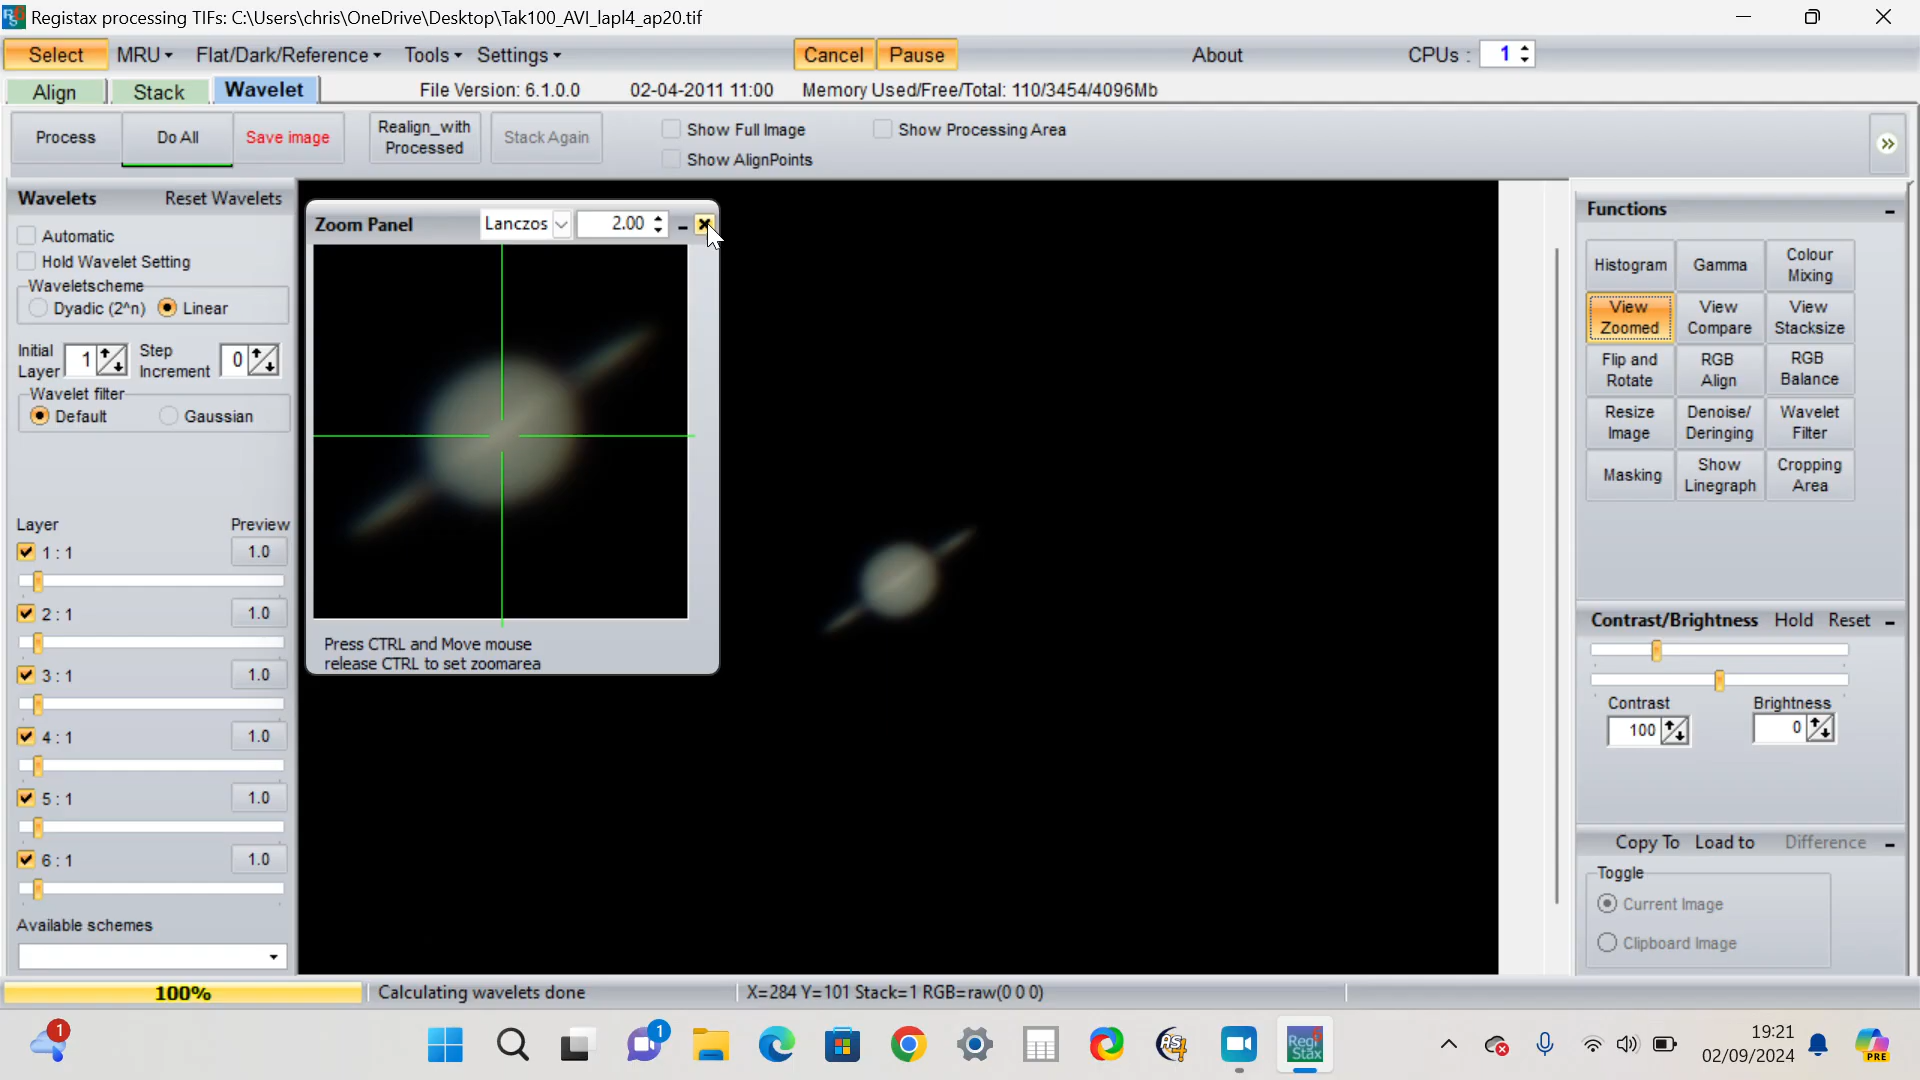 Registax processing TIFs: C:\Users\chris\OneDrive\Desktop\Tak100_AVI_lapl4_ap20.tif
Select MRU Flat/Dark/Reference Tools Settings Cancel Pause About CPUs : 1
Align Stack Wavelet File Version: 6.1.0.0 02-04-2011 11:00 Memory Used/Free/Total: 110/3454/4096Mb
Process Do All Save image Realign_with Processed Stack Again
Show Full Image Show Processing Area
Show AlignPoints
Wavelets Reset Wavelets
Automatic
Hold Wavelet Setting
Waveletscheme
Dyadic (2^n) Linear
Initial Layer 1 Step Increment 0
Wavelet filter
Default Gaussian
Layer Preview
1 : 1 1.0
2 : 1 1.0
3 : 1 1.0
4 : 1 1.0
5 : 1 1.0
6 : 1 1.0
Available schemes
Zoom Panel Lanczos 2.00
Press CTRL and Move mouse
release CTRL to set zoomarea
Functions
Histogram Gamma Colour Mixing
View Zoomed View Compare View Stacksize
Flip and Rotate RGB Align RGB Balance
Resize Image Denoise/ Deringing Wavelet Filter
Masking Show Linegraph Cropping Area
Contrast/Brightness Hold Reset
Contrast Brightness
100 0
Copy To Load to Difference
Toggle
Current Image
Clipboard Image
100% Calculating wavelets done X=284 Y=101 Stack=1 RGB=raw(0 0 0)
1 1 AS!4 Regi Stax 19:21
02/09/2024 PRE